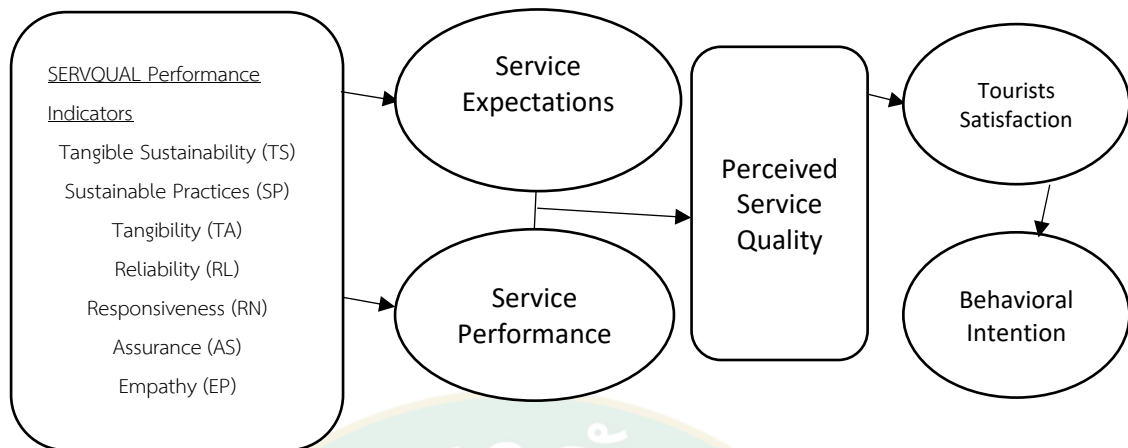 SERVQUAL Performance
Indicators
Tangible Sustainability (TS)
Sustainable Practices (SP)
Tangibility (TA)
Reliability (RL)
Responsiveness (RN)
Assurance (AS)
Empathy (EP)
Service
Expectations
Service
Performance
Perceived
Service
Quality
Tourists
Satisfaction
Behavioral
Intention